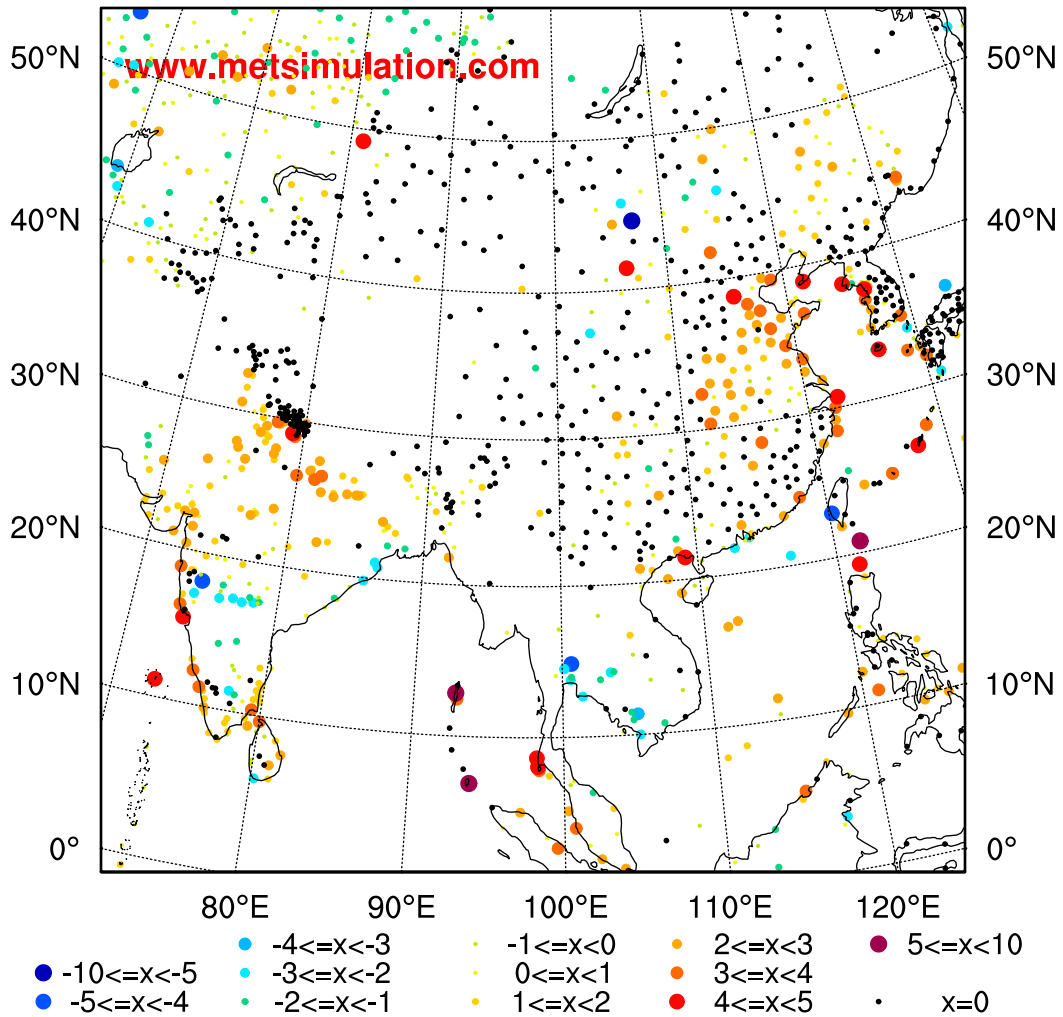 50°N 50°N
www.metsimulation.com
40°N 40°N
30°N 30°N
20°N 20°N
10°N 10°N
0° 0°
80°E 90°E 100°E 110°E 120°E
-4<=x<-3 -1<=x<0 2<=x<3 5<=x<10
-10<=x<-5 -3<=x<-2 0<=x<1 3<=x<4
-5<=x<-4 -2<=x<-1 1<=x<2 4<=x<5 x=0